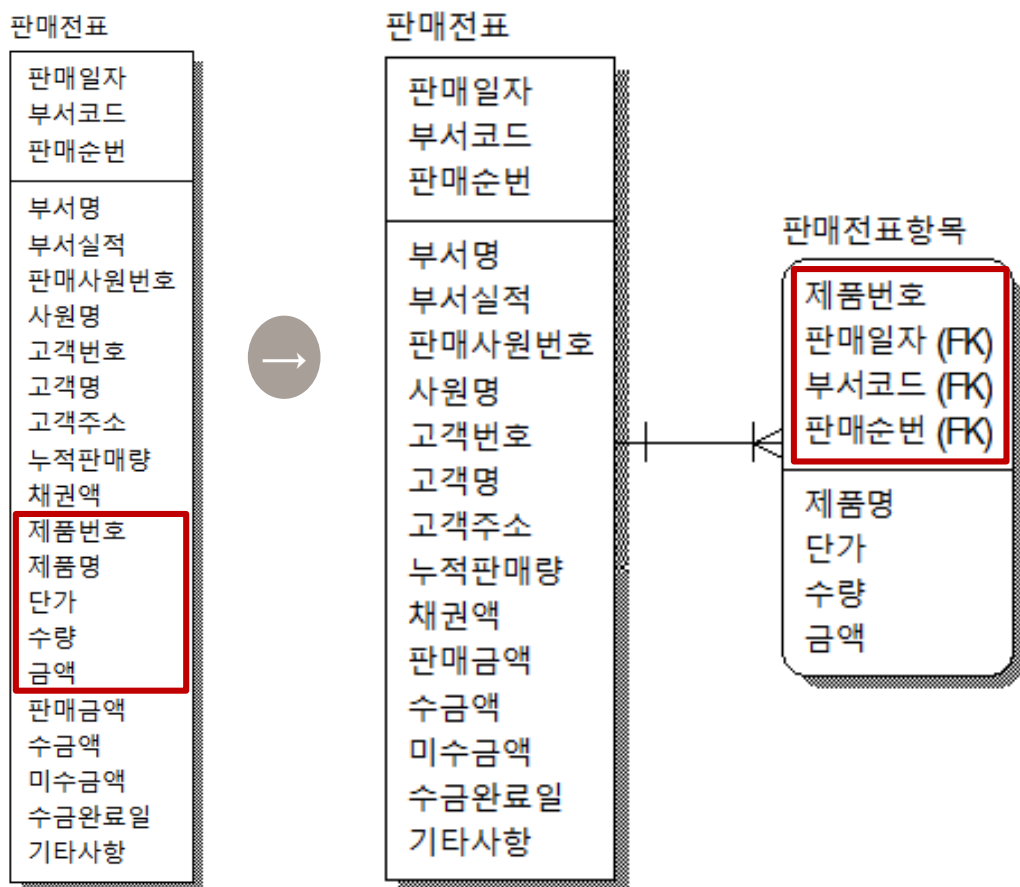 판매전표
판매일자
부서코드
판매순번
부서명
부서실적
판매사원번호
사원명
고객번호
고객명
고객주소
누적판매량
채권액
제품번호
제품명
단가
수량
금액
판매금액
수금액
미수금액
수금완료일
기타사항
→
판매전표
판매일자
부서코드
판매순번
부서명
부서실적
판매사원번호
사원명
고객번호
고객명
고객주소
누적판매량
채권액
판매금액
수금액
미수금액
수금완료일
기타사항
판매전표항목
제품번호
판매일자 (FK)
부서코드 (FK)
판매순번 (FK)
제품명
단가
수량
금액